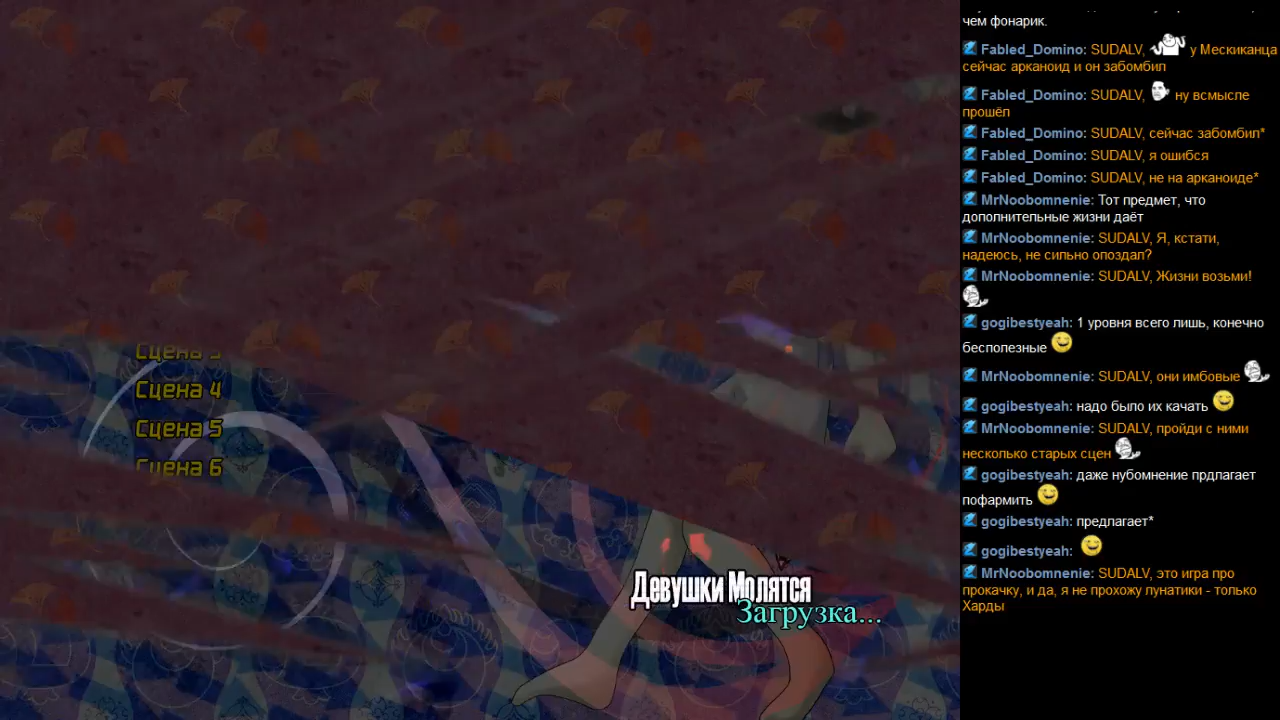 Сцена 3
Сцена 4
Сцена 5
Сцена 6
Девушки Молятся
Загрузка...
чем фонарик.
Fabled_Domino: SUDALV, у Мескиканца
сейчас арканоид и он забомбил
Fabled_Domino: SUDALV, ну всмысле
прошёл
Fabled_Domino: SUDALV, сейчас забомбил*
Fabled_Domino: SUDALV, я ошибся
Fabled_Domino: SUDALV, не на арканоиде*
MrNoobomnenie: Тот предмет, что
дополнительные жизни даёт
MrNoobomnenie: SUDALV, Я, кстати,
надеюсь, не сильно опоздал?
MrNoobomnenie: SUDALV, Жизни возьми!
gogibestyeah: 1 уровня всего лишь, конечно
бесполезные
MrNoobomnenie: SUDALV, они имбовые
gogibestyeah: надо было их качать
MrNoobomnenie: SUDALV, пройди с ними
несколько старых сцен
gogibestyeah: даже нубомнение прдлагает
пофармить
gogibestyeah: предлагает*
gogibestyeah:
MrNoobomnenie: SUDALV, это игра про
прокачку, и да, я не прохожу лунатики - только
Харды